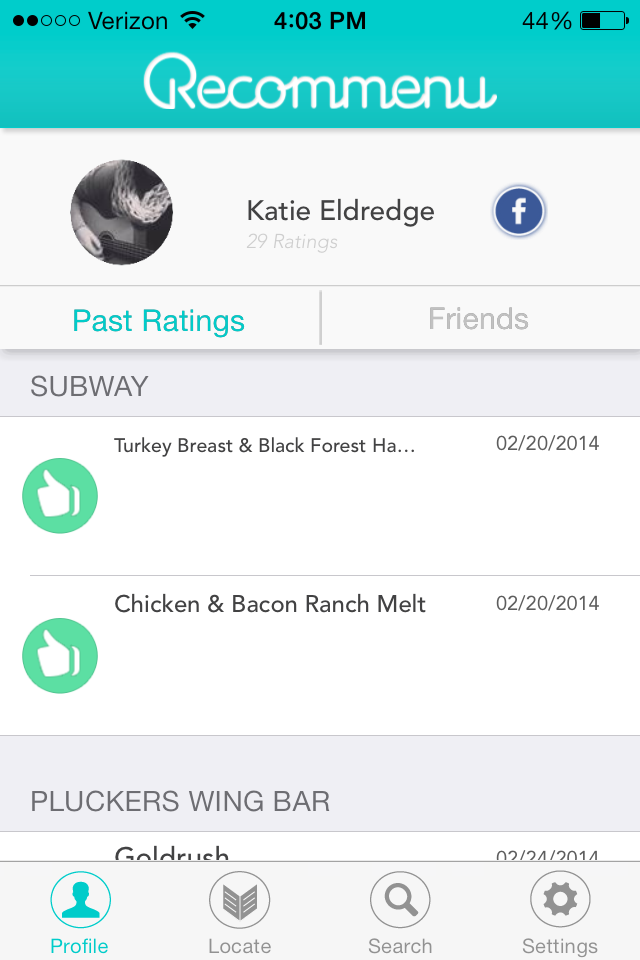 Verizon 4:03 PM 44%
Recommenu
Katie Eldredge
29 Ratings
Past Ratings Friends
SUBWAY
Turkey Breast & Black Forest Ha... 02/20/2014
Chicken & Bacon Ranch Melt 02/20/2014
PLUCKERS WING BAR
Goldrush 02/24/2014
Profile Locate Search Settings